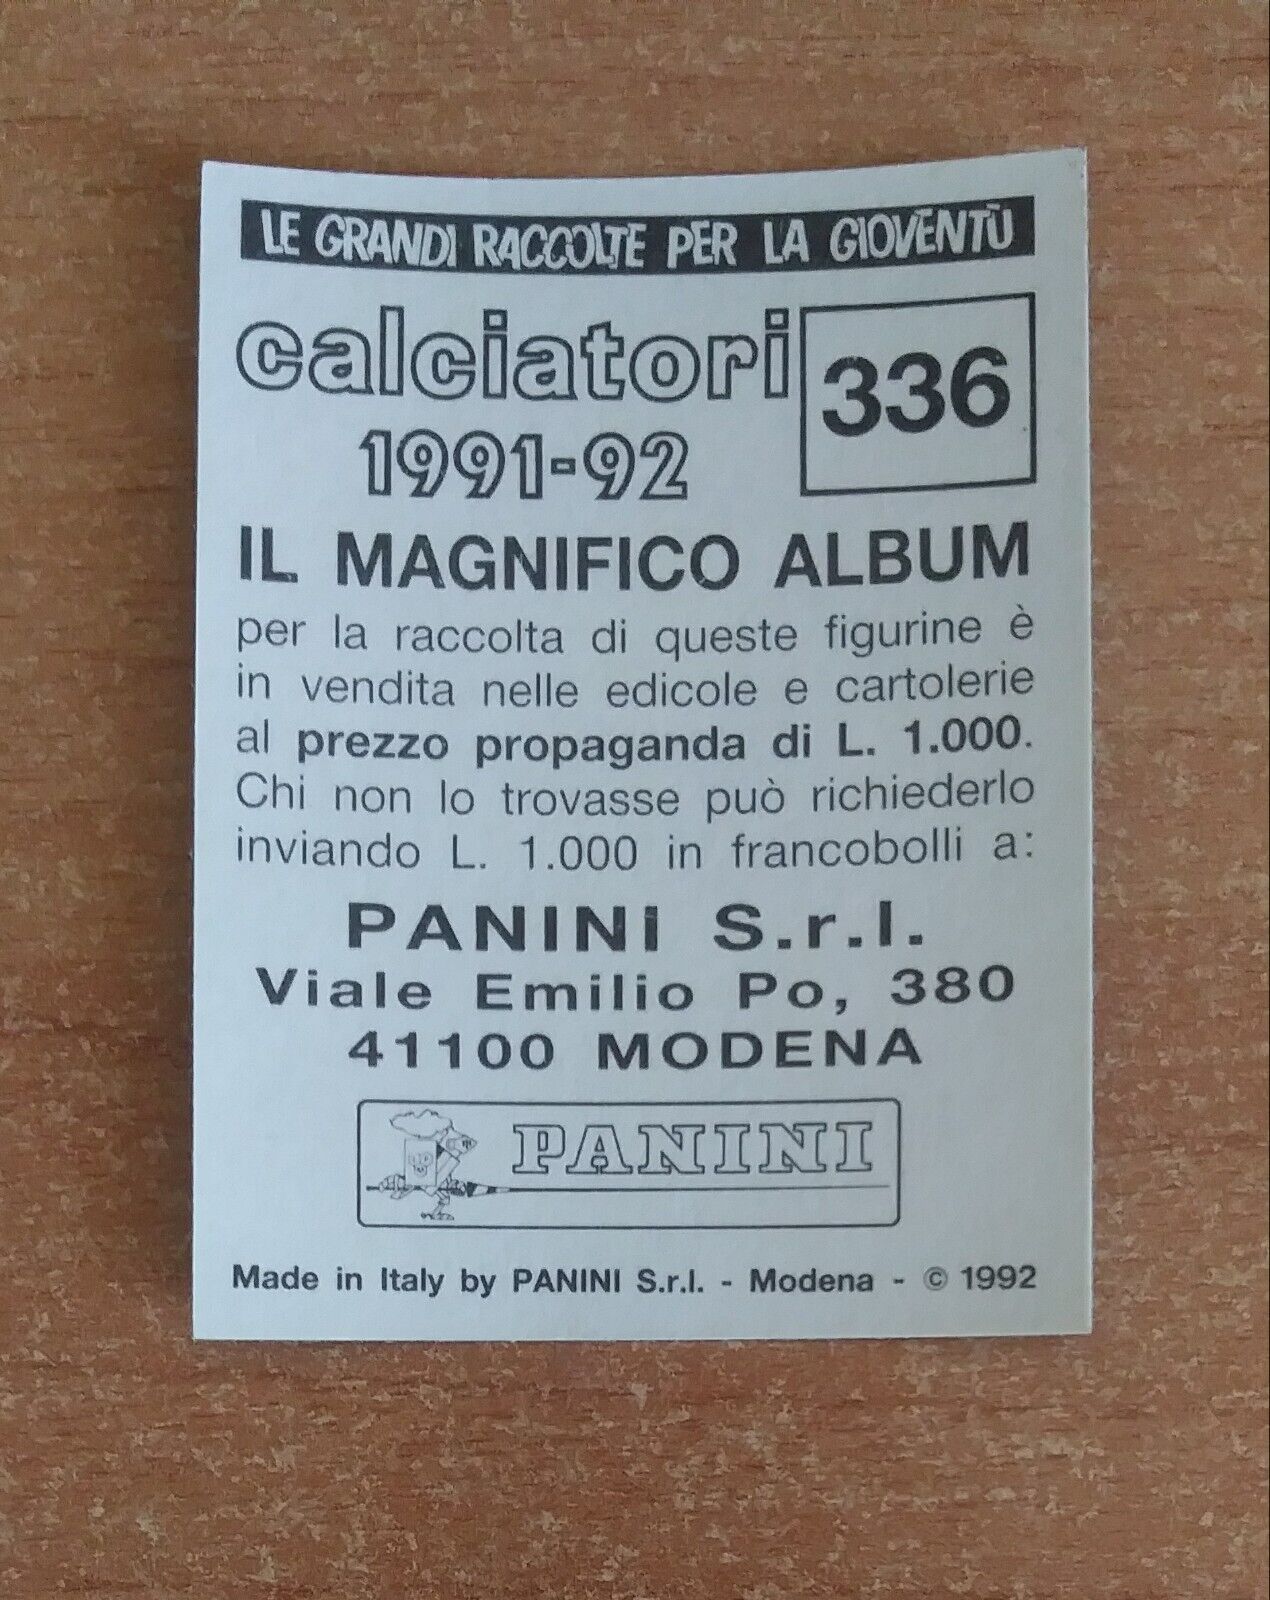 LE GRANDI RACCOLTE PER LA GIOVENTÙ
calciatori
1991-92
336
IL MAGNIFICO ALBUM
per la raccolta di queste figurine è
in vendita nelle edicole e cartolerie
al prezzo propaganda di L. 1.000.
Chi non lo trovasse può richiederlo
inviando L. 1.000 in francobolli a:
PANINI S.r.l.
Viale Emilio Po, 380
41100 MODENA
PANINI
Made in Italy by PANINI S.r.l. - Modena - © 1992